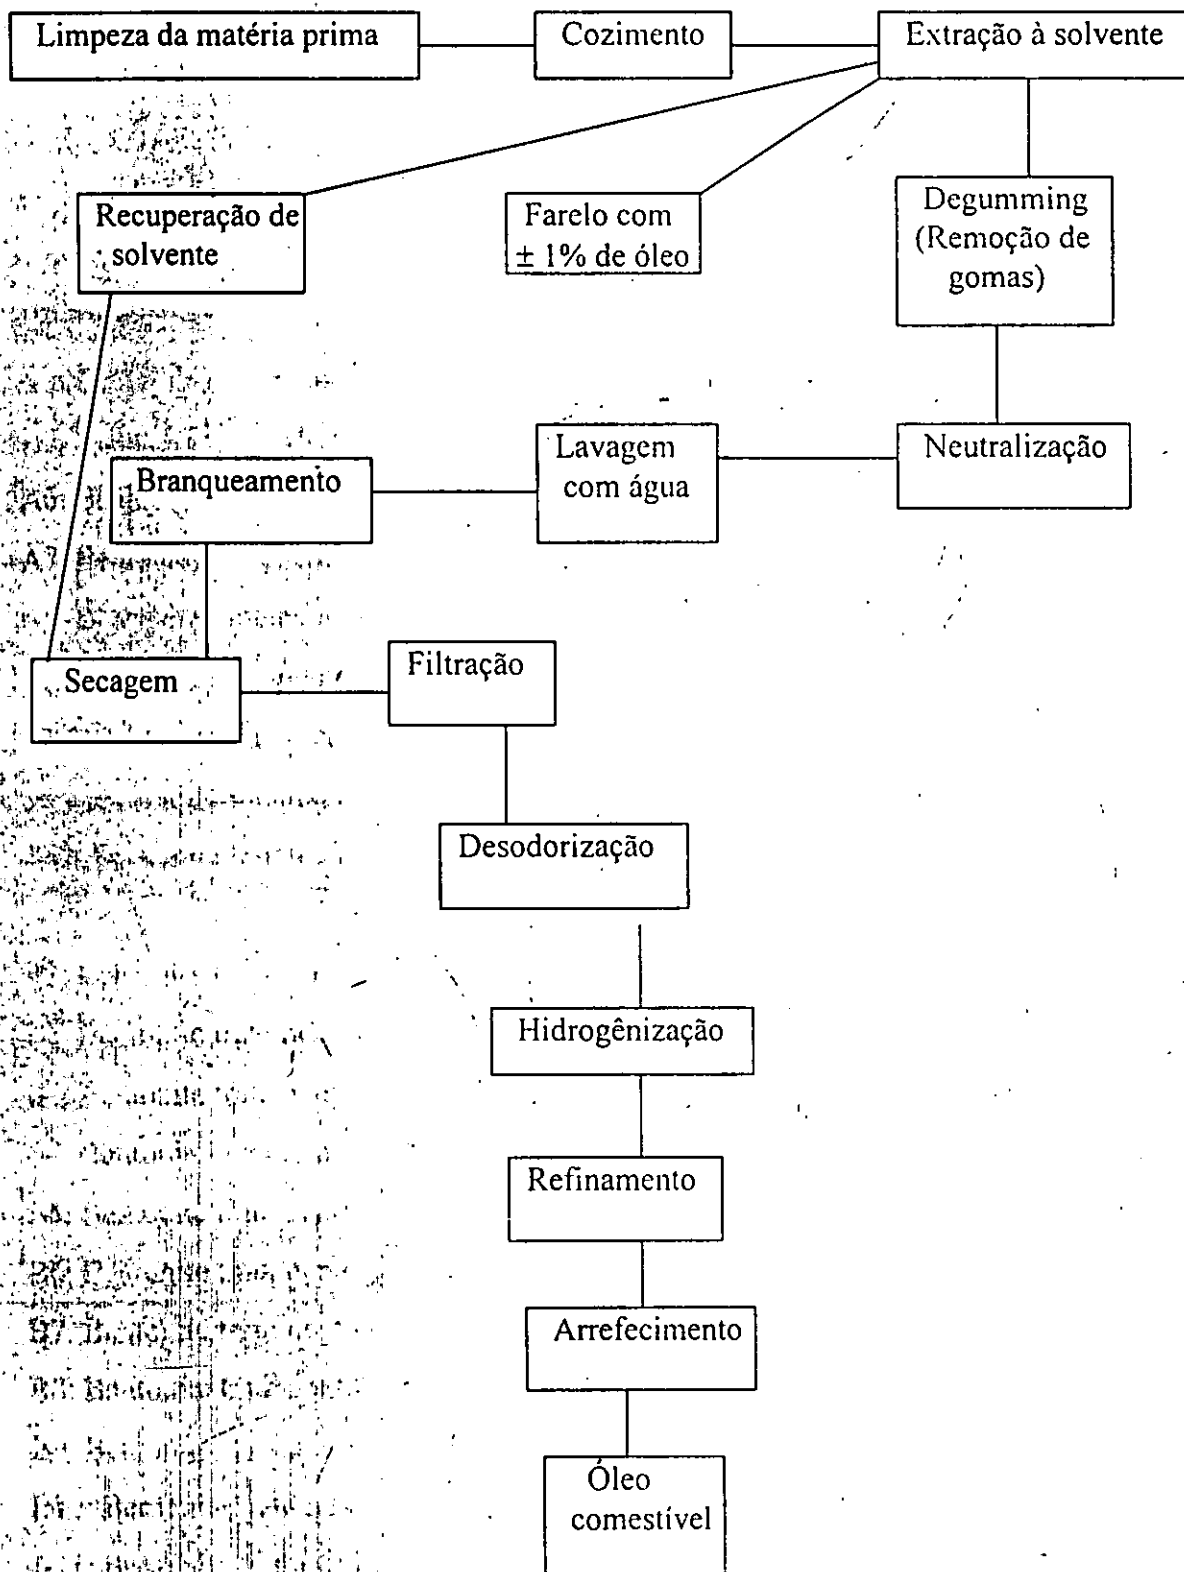 Limpeza da matéria prima
Cozimento
Extração à solvente
Recuperação de
solvente
Farelo com
± 1% de óleo
Degumming
(Remoção de
gomas)
Neutralização
Lavagem
com água
Branqueamento
Secagem
Filtração
Desodorização
Hidrogênização
Refinamento
Arrefecimento
Óleo
comestível